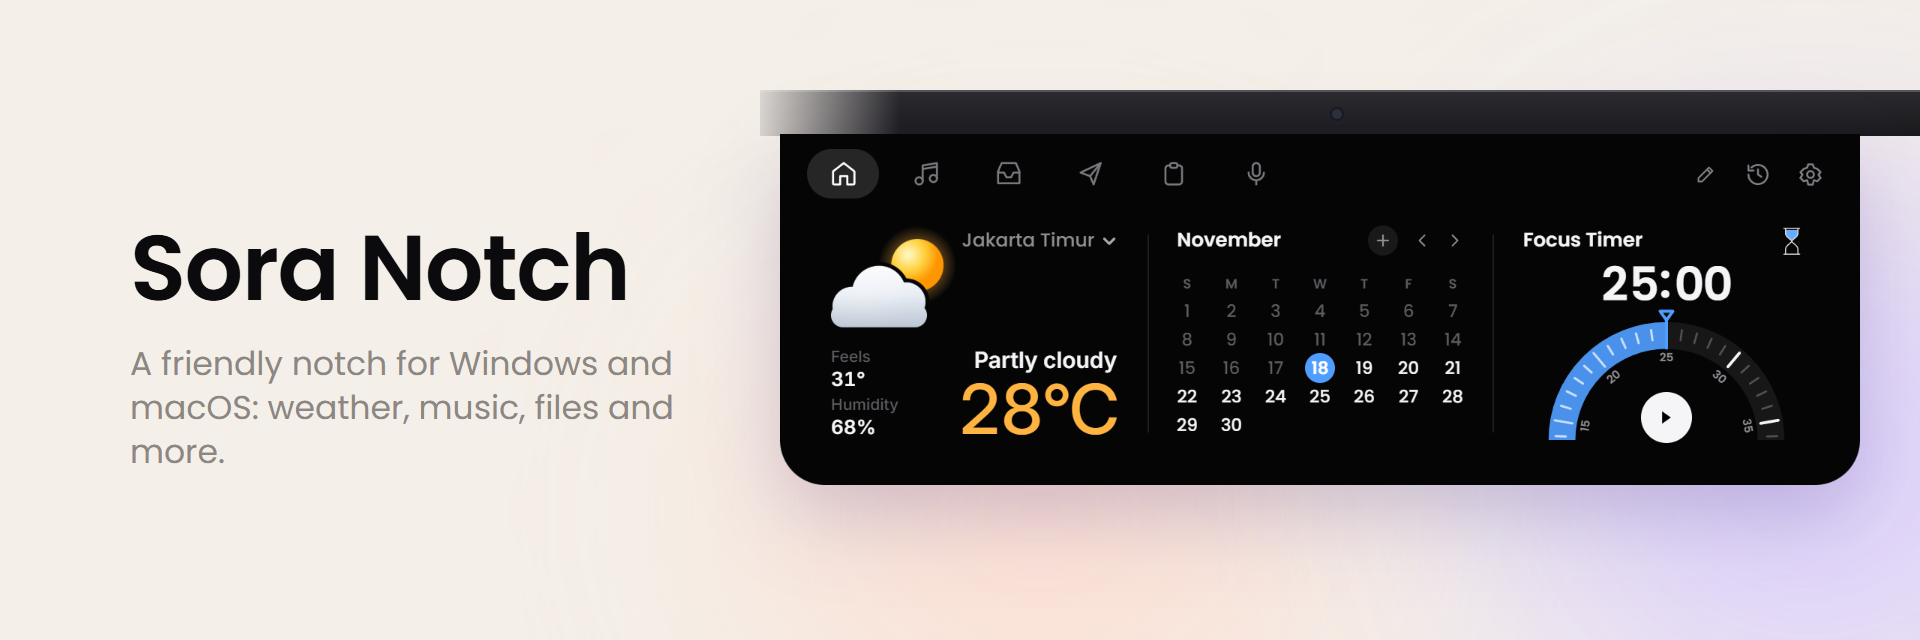 Sora Notch
A friendly notch for Windows and
macOS: weather, music, files and
more.
Jakarta Timur
Feels
31°
Humidity
68%
Partly cloudy
28°C
November
S M T W T F S
1 2 3 4 5 6 7
8 9 10 11 12 13 14
15 16 17 18 19 20 21
22 23 24 25 26 27 28
29 30
Focus Timer
25:00
15 20 25 30 35